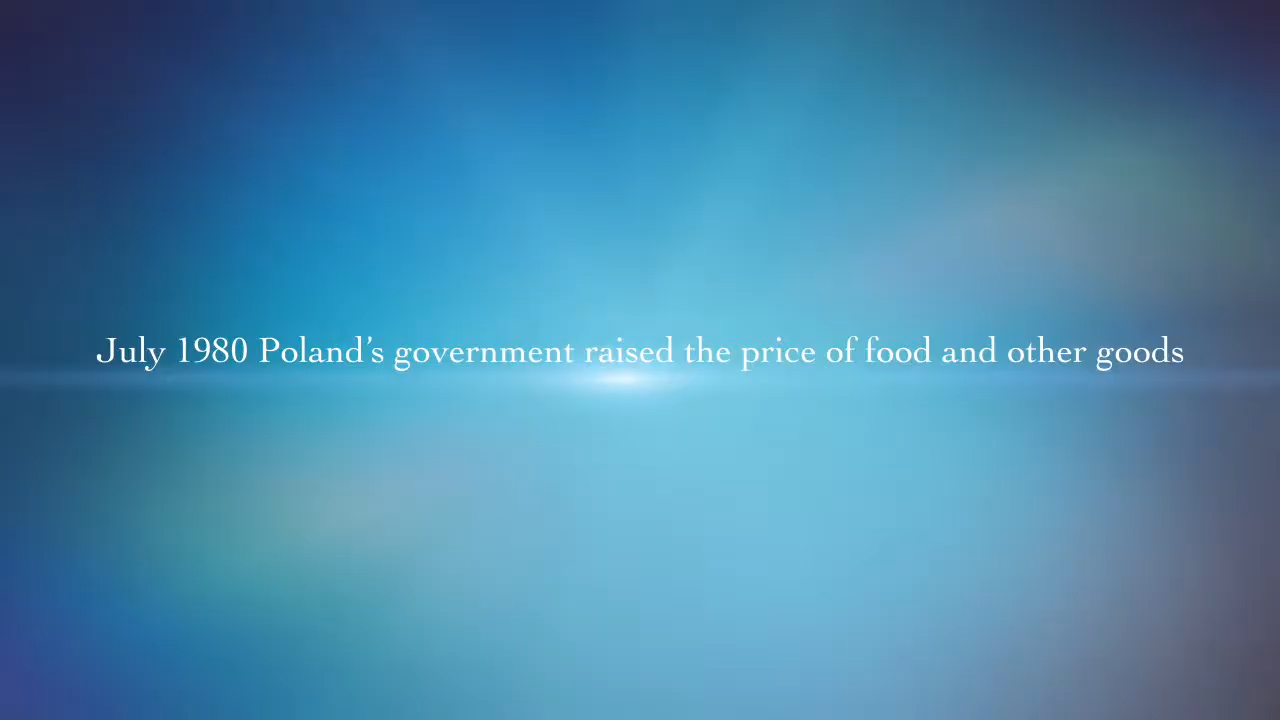 July 1980 Poland’s government raised the price of food and other goods